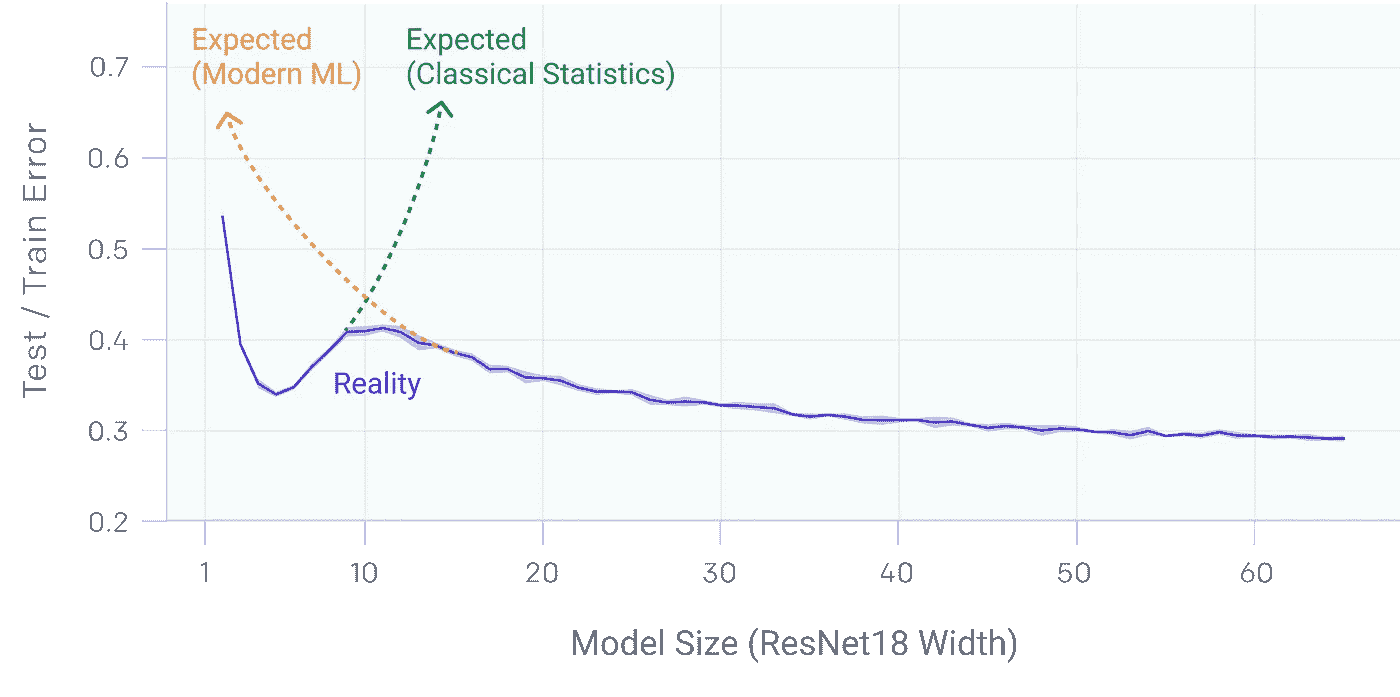 Expected
(Modern ML)
Expected
(Classical Statistics)
Test / Train Error
0.7
0.6
0.5
0.4
0.3
0.2
Reality
1
10
20
30
40
50
60
Model Size (ResNet18 Width)